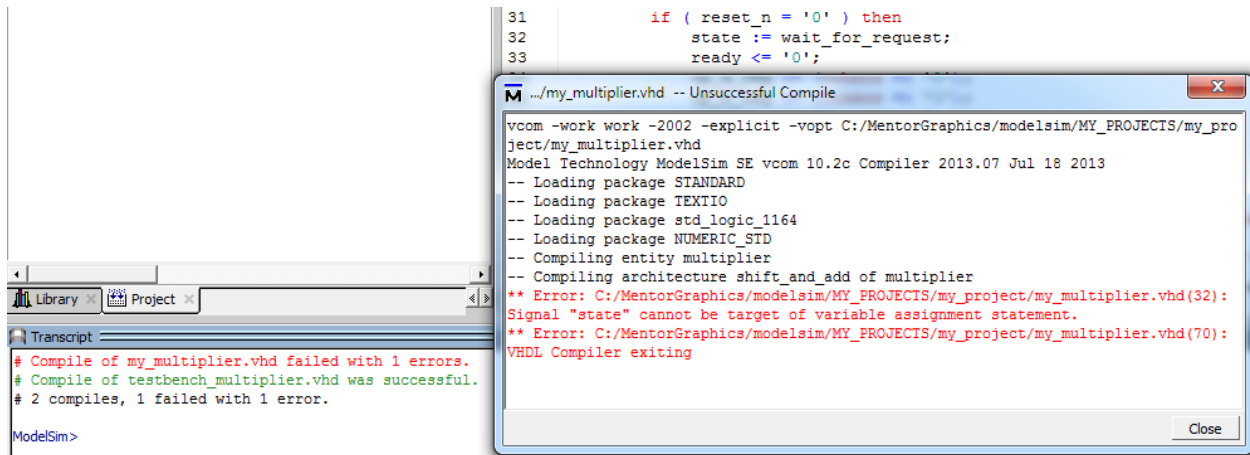 31 if ( reset_n = '0' ) then
32 state := wait_for_request;
33 ready <= '0';
.../my_multiplier.vhd -- Unsuccessful Compile
vcom -work work -2002 -explicit -vopt C:/MentorGraphics/modelsim/MY_PROJECTS/my_pro
ject/my_multiplier.vhd
Model Technology ModelSim SE vcom 10.2c Compiler 2013.07 Jul 18 2013
-- Loading package STANDARD
-- Loading package TEXTIO
-- Loading package std_logic_1164
-- Loading package NUMERIC_STD
-- Compiling entity multiplier
-- Compiling architecture shift_and_add of multiplier
** Error: C:/MentorGraphics/modelsim/MY_PROJECTS/my_project/my_multiplier.vhd(32):
Signal "state" cannot be target of variable assignment statement.
** Error: C:/MentorGraphics/modelsim/MY_PROJECTS/my_project/my_multiplier.vhd(70):
VHDL Compiler exiting
Close
Library
Project
Transcript
# Compile of my_multiplier.vhd failed with 1 errors.
# Compile of testbench_multiplier.vhd was successful.
# 2 compiles, 1 failed with 1 error.
ModelSim>